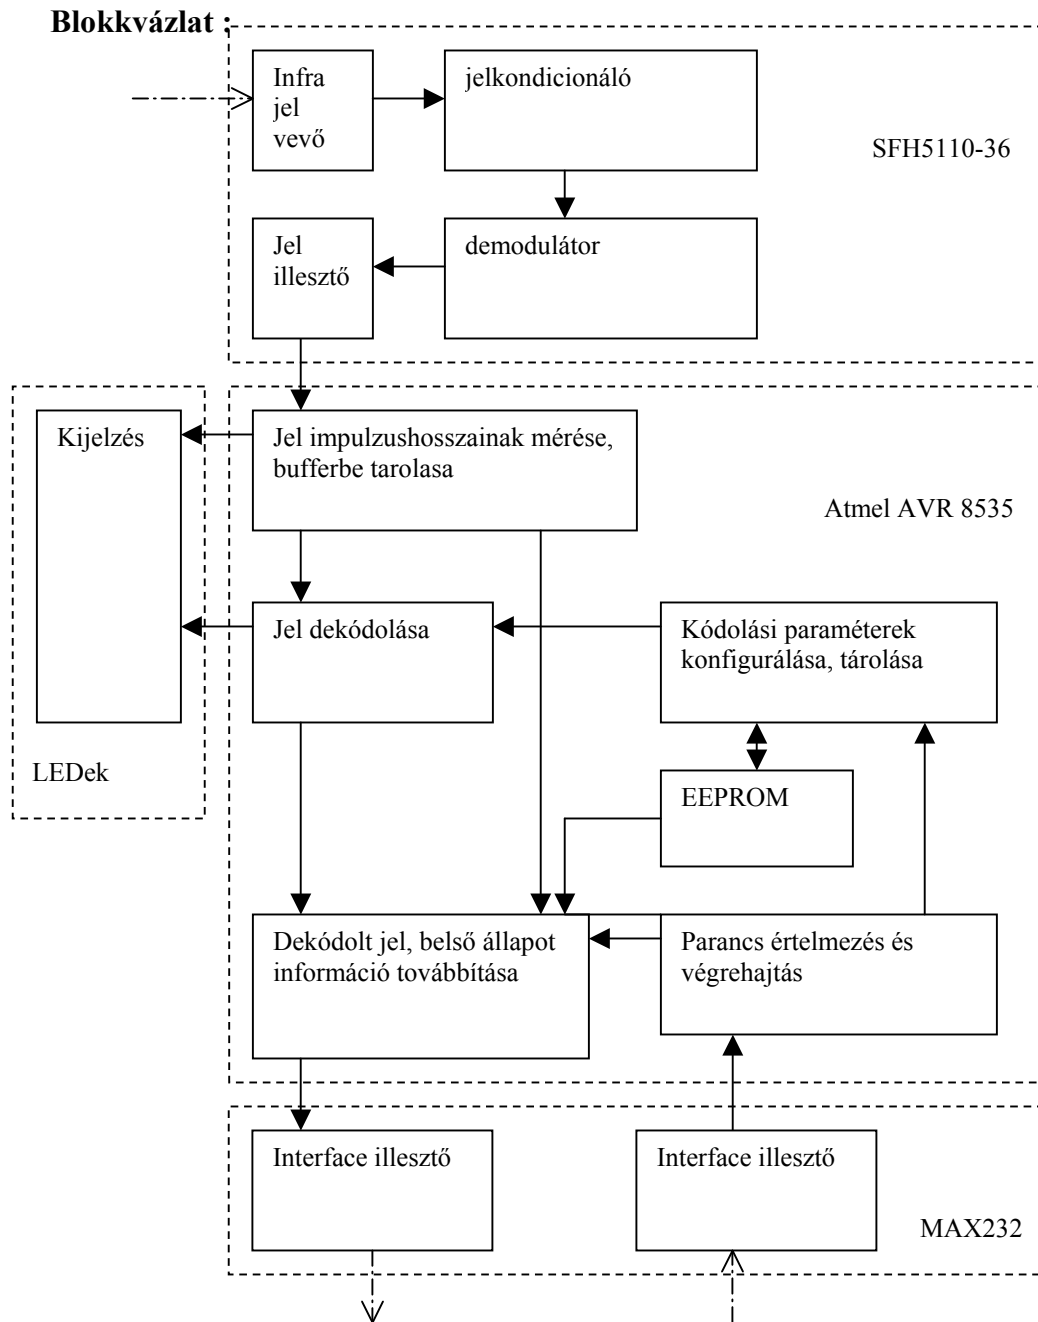 Blokkvázlat :
Infra
jel
vevő
jelkondicionáló
SFH5110-36
Jel
illesztő
demodulátor
Kijelzés
Jel impulzushosszainak mérése,
bufferbe tarolasa
Atmel AVR 8535
Jel dekódolása
Kódolási paraméterek
konfigurálása, tárolása
LEDek
EEPROM
Dekódolt jel, belső állapot
információ továbbítása
Parancs értelmezés és
végrehajtás
Interface illesztő
Interface illesztő
MAX232